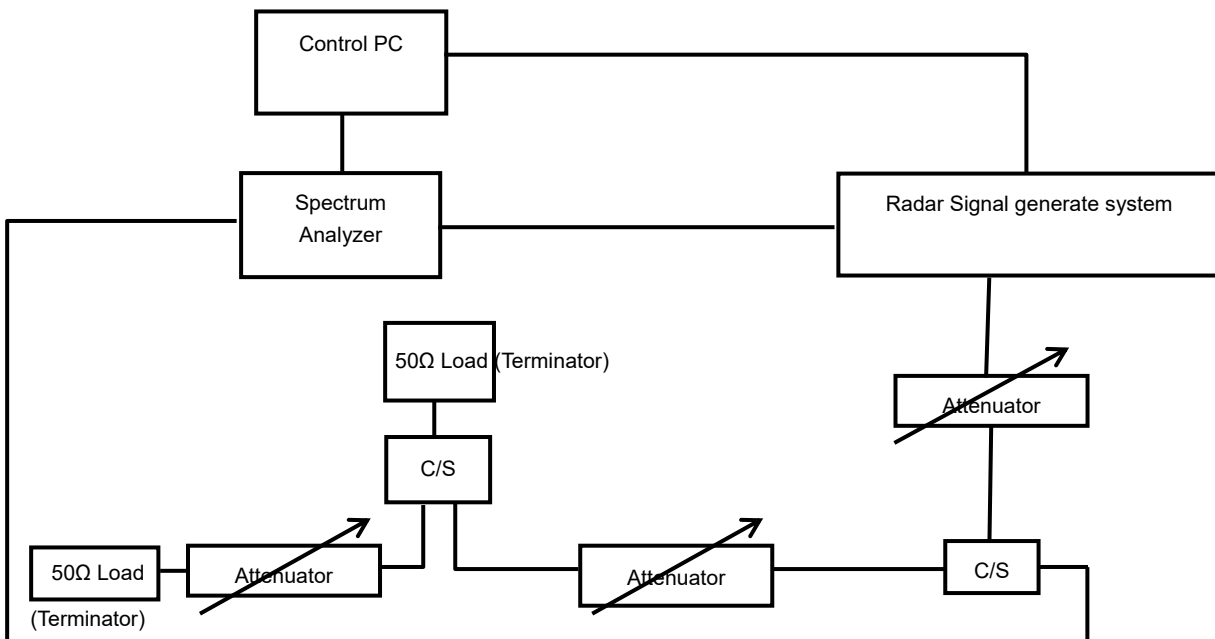 Control PC
Spectrum
Analyzer
Radar Signal generate system
50Ω Load (Terminator)
Attenuator
C/S
50Ω Load
(Terminator)
Attenuator
Attenuator
C/S